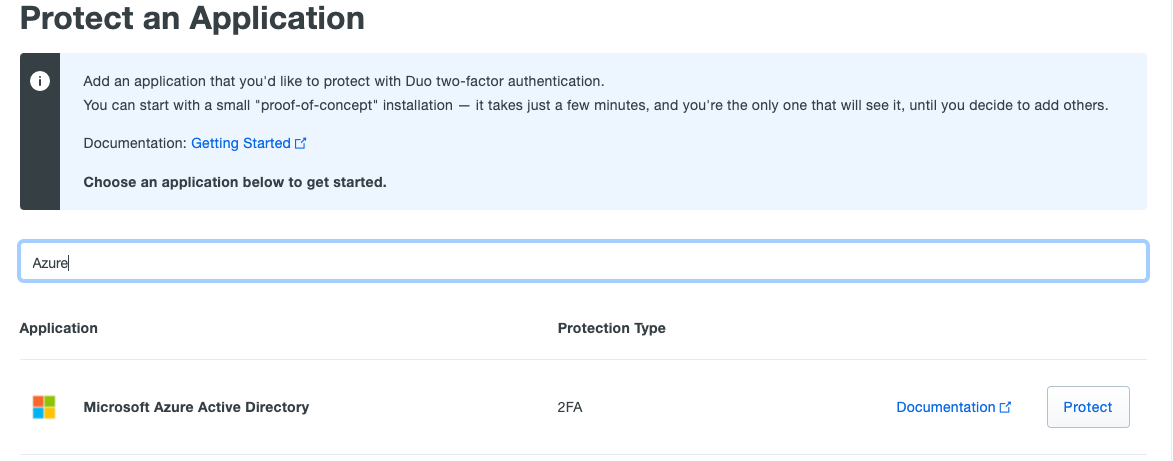 Protect an Application
Add an application that you'd like to protect with Duo two-factor authentication.
You can start with a small "proof-of-concept" installation — it takes just a few minutes, and you're the only one that will see it, until you decide to add others.
Documentation: Getting Started
Choose an application below to get started.
Azure
Application Protection Type
Microsoft Azure Active Directory 2FA Documentation Protect